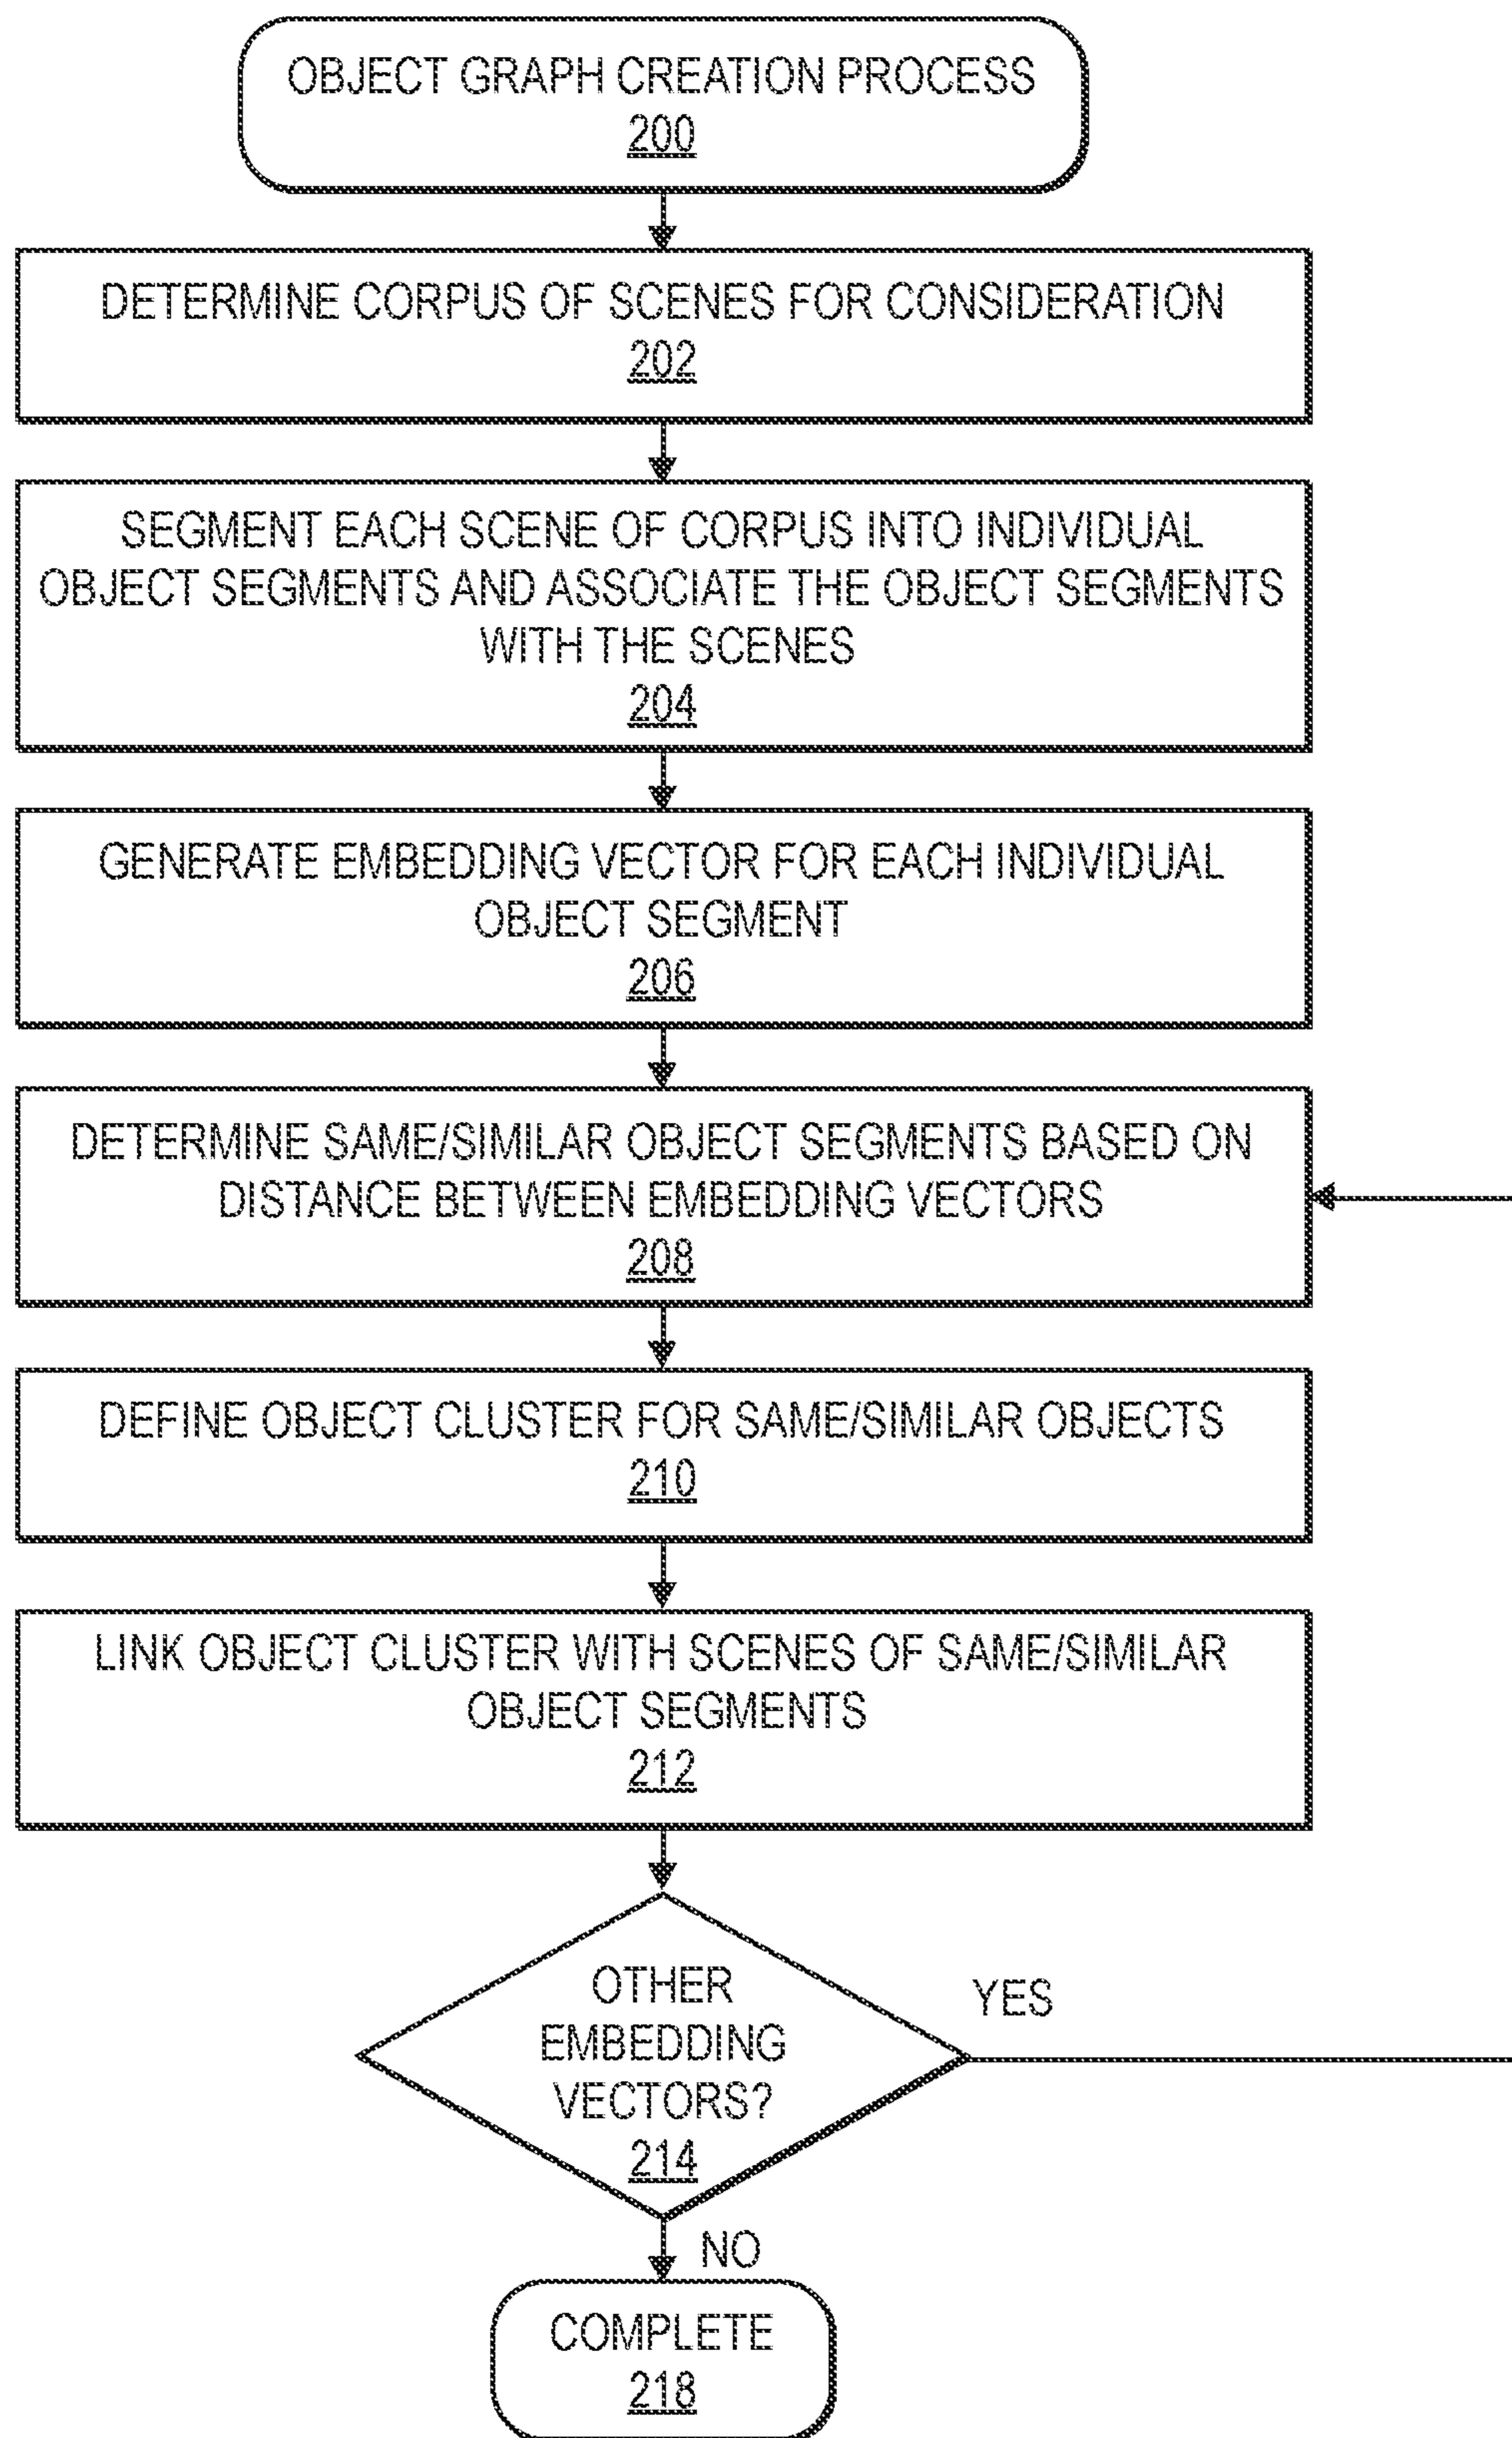 OBJECT GRAPH CREATION PROCESS
200
DETERMINE CORPUS OF SCENES FOR CONSIDERATION
202
SEGMENT EACH SCENE OF CORPUS INTO INDIVIDUAL
OBJECT SEGMENTS AND ASSOCIATE THE OBJECT SEGMENTS
WITH THE SCENES
204
GENERATE EMBEDDING VECTOR FOR EACH INDIVIDUAL
OBJECT SEGMENT
206
DETERMINE SAME/SIMILAR OBJECT SEGMENTS BASED ON
DISTANCE BETWEEN EMBEDDING VECTORS
208
DEFINE OBJECT CLUSTER FOR SAME/SIMILAR OBJECTS
210
LINK OBJECT CLUSTER WITH SCENES OF SAME/SIMILAR
OBJECT SEGMENTS
212
OTHER
EMBEDDING
VECTORS?
214
YES
NO
COMPLETE
218